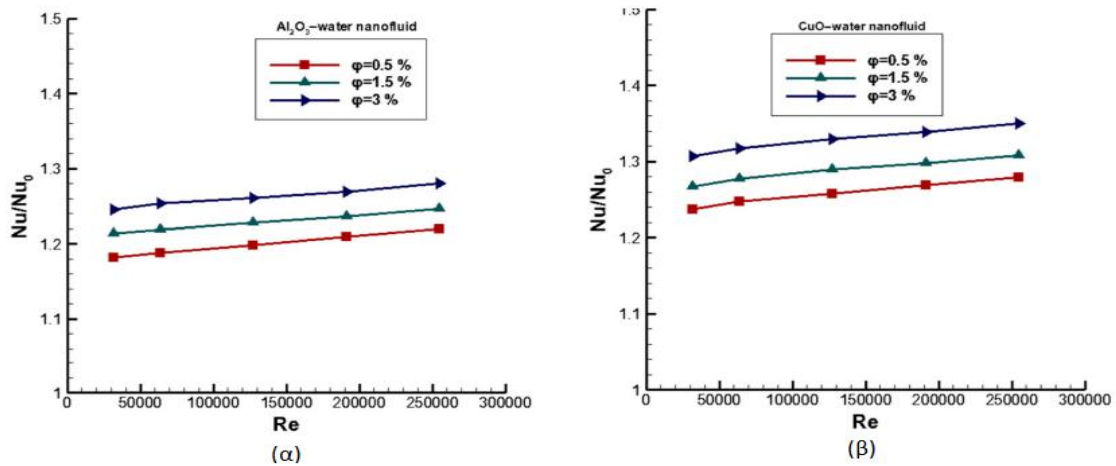 Al₂O₃–water nanofluid
φ=0.5 %
φ=1.5 %
φ=3 %
Nu/Nu₀
1.5
1.4
1.3
1.2
1.1
1
0 50000 100000 150000 200000 250000 300000
Re
(α)
CuO–water nanofluid
φ=0.5 %
φ=1.5 %
φ=3 %
Nu/Nu₀
1.5
1.4
1.3
1.2
1.1
1
0 50000 100000 150000 200000 250000 300000
Re
(β)